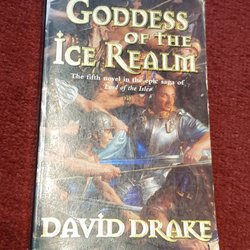 GODDESS
OF THE
ICE REALM
The fifth novel in the epic saga of
Lord of the Isles
DAVID DRAKE